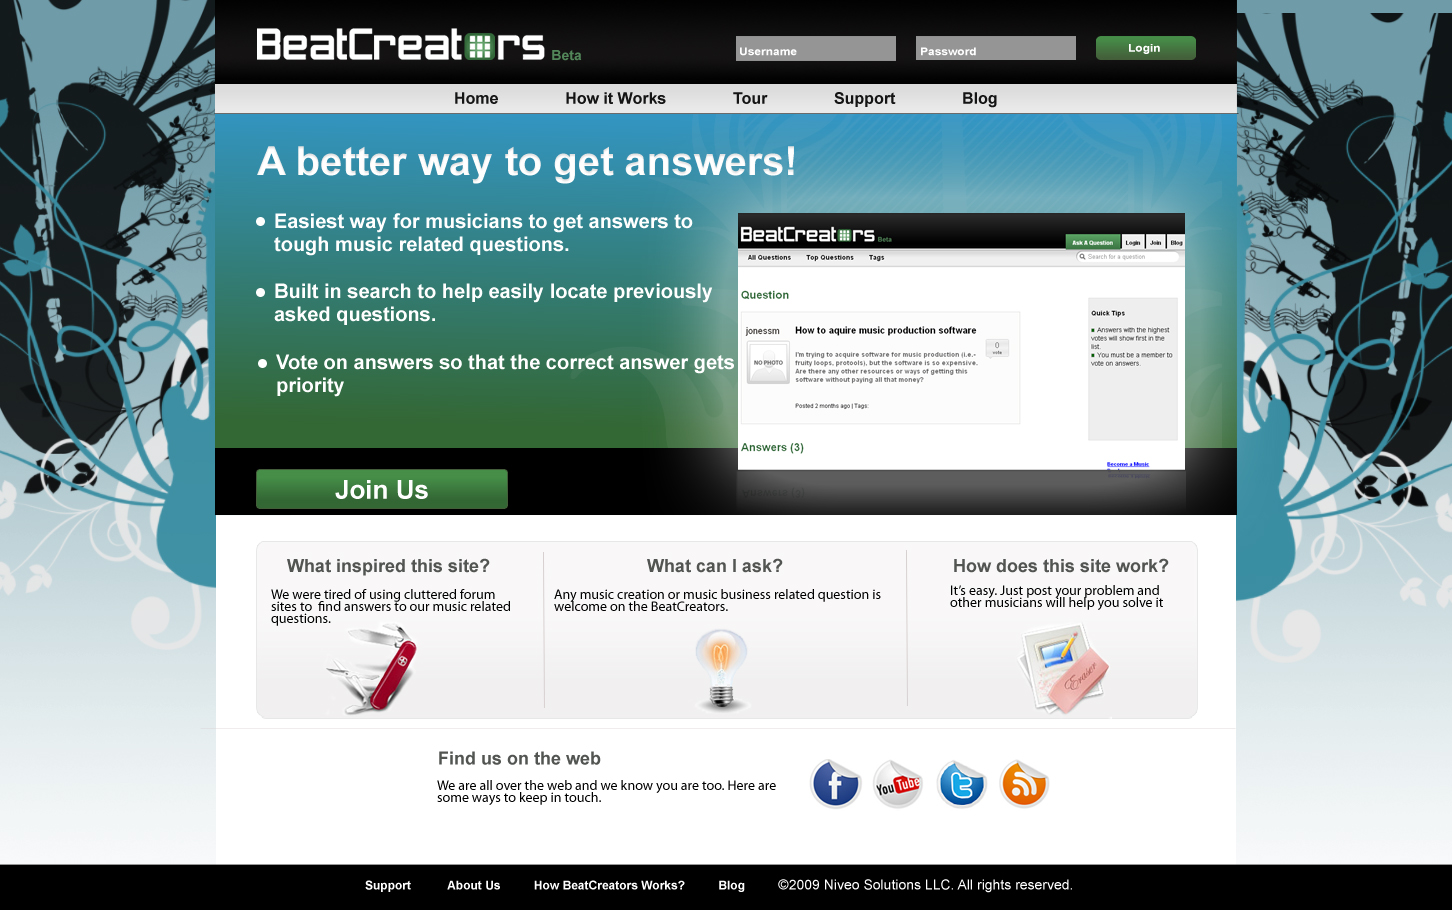 BeatCreators Beta
Username
Password
Login
Home
How it Works
Tour
Support
Blog
A better way to get answers!
Easiest way for musicians to get answers to
tough music related questions.
Built in search to help easily locate previously
asked questions.
Vote on answers so that the correct answer gets
priority
BeatCreators Beta
Ask A Question
Login
Join
Blog
All Questions
Top Questions
Tags
Search for a question
Question
jonessm
NO PHOTO
How to aquire music production software
I'm trying to acquire software for music production (i.e.-
fruity loops, protools), but the software is so expensive.
Are there any other resources or ways of getting this
software without paying all that money?
0
vote
Posted 2 months ago | Tags:
Quick Tips
Answers with the highest
votes will show first in the
list.
You must be a member to
vote on answers.
Answers (3)
Become a Music
Join Us
What inspired this site?
We were tired of using cluttered forum
sites to find answers to our music related
questions.
What can I ask?
Any music creation or music business related question is
welcome on the BeatCreators.
How does this site work?
It's easy. Just post your problem and
other musicians will help you solve it
Eraser
Find us on the web
We are all over the web and we know you are too. Here are
some ways to keep in touch.
f
You Tube
t
Support
About Us
How BeatCreators Works?
Blog
©2009 Niveo Solutions LLC. All rights reserved.